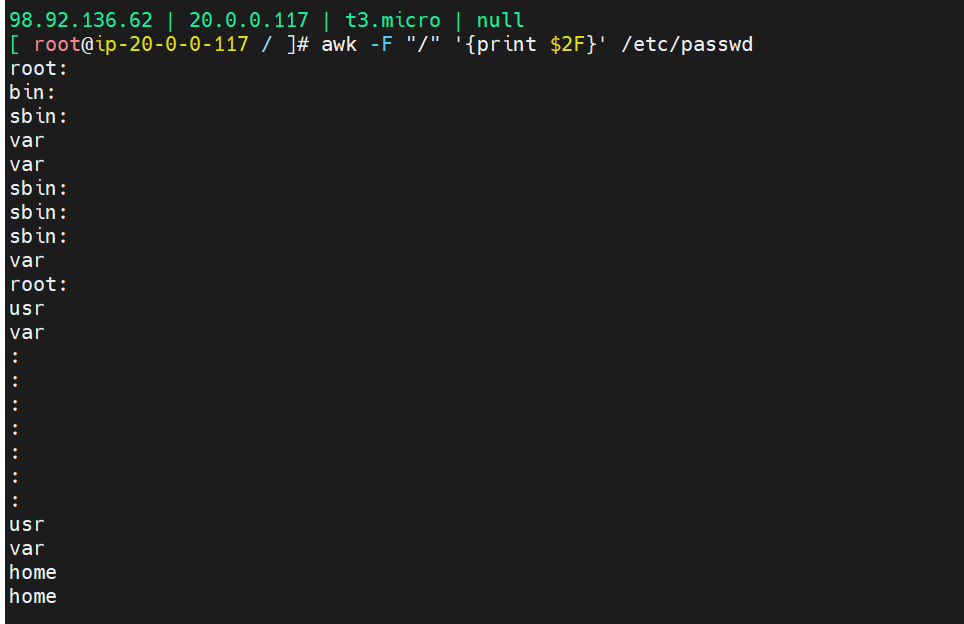 98.92.136.62 | 20.0.0.117 | t3.micro | null
[ root@ip-20-0-0-117 / ]# awk -F "/" '{print $2F}' /etc/passwd
root:
bin:
sbin:
var
var
sbin:
sbin:
sbin:
var
root:
usr
var
:
:
:
:
:
:
:
usr
var
home
home